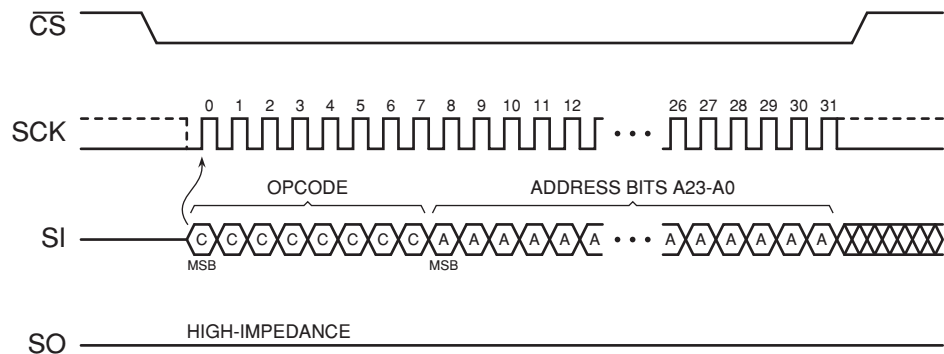 CS
0 1 2 3 4 5 6 7 8 9 10 11 12 26 27 28 29 30 31
SCK
OPCODE ADDRESS BITS A23-A0
SI C C C C C C C C A A A A A A A A A A A A
MSB MSB
HIGH-IMPEDANCE
SO